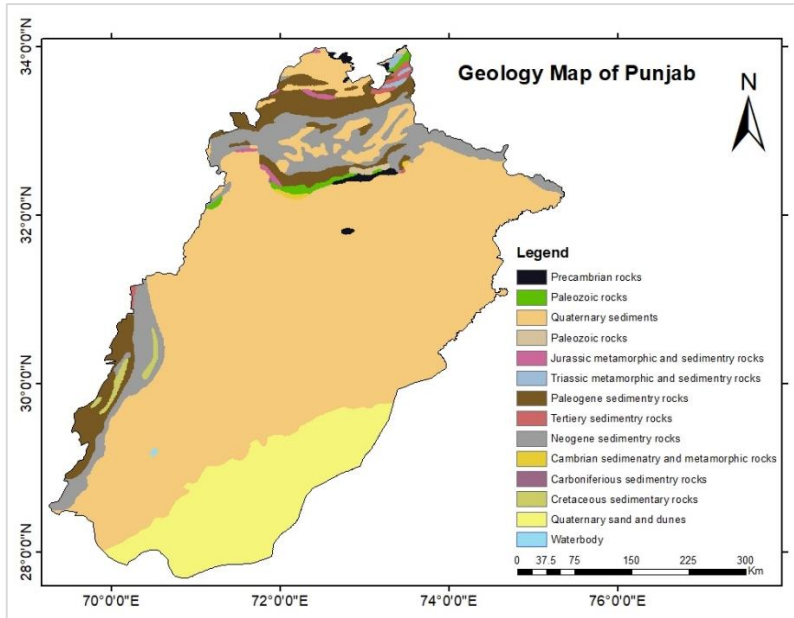 Geology Map of Punjab
N
34°0'0"N
32°0'0"N
30°0'0"N
28°0'0"N
Legend
Precambrian rocks
Paleozoic rocks
Quaternary sediments
Paleozoic rocks
Jurassic metamorphic and sedimentry rocks
Triassic metamorphic and sedimentry rocks
Paleogene sedimentry rocks
Tertiery sedimentry rocks
Neogene sedimentry rocks
Cambrian sedimenatry and metamorphic rocks
Carboniferious sedimentry rocks
Cretaceous sedimentary rocks
Quaternary sand and dunes
Waterbody
0 37.5 75 150 225 300
Km
70°0'0"E 72°0'0"E 74°0'0"E 76°0'0"E